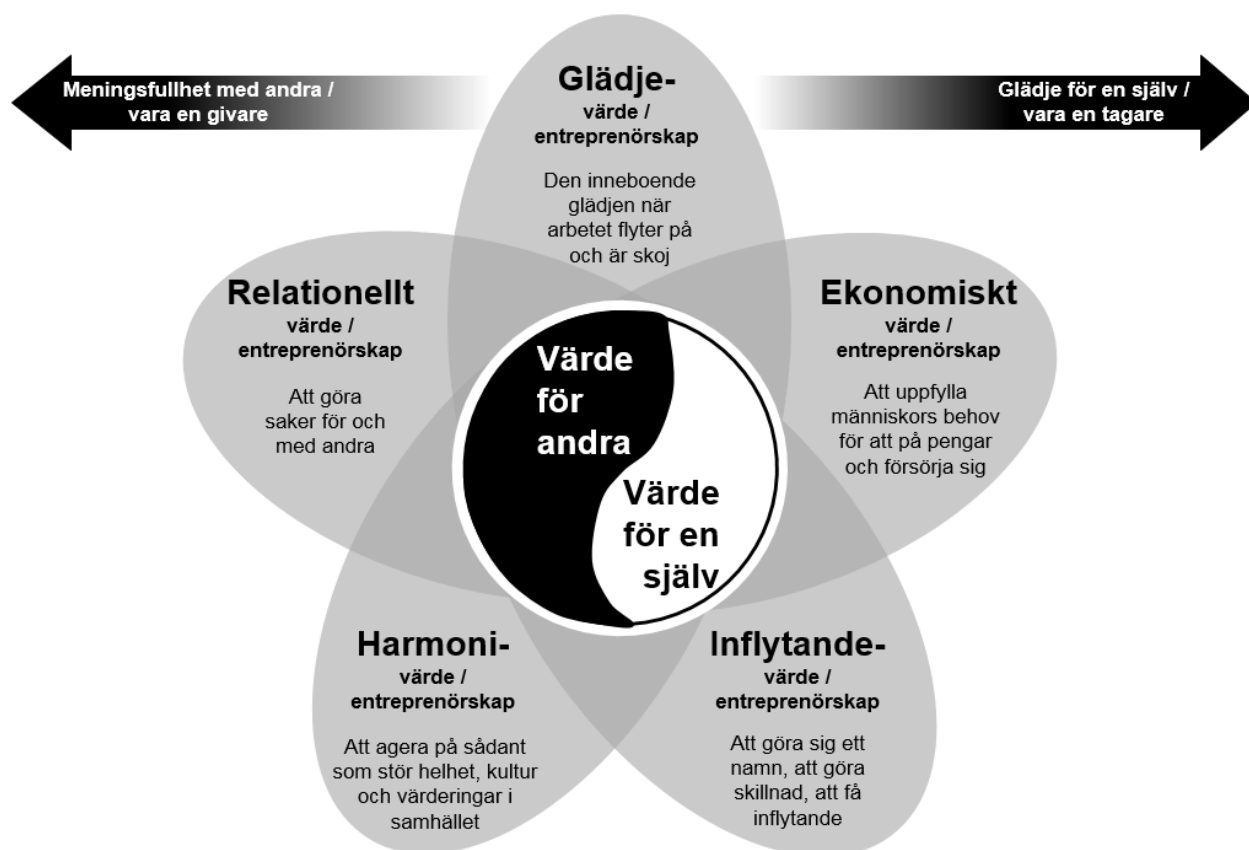 Meningsfullhet med andra /
vara en givare
Glädje-
värde /
entreprenörskap
Den inneboende
glädjen när
arbetet flyter på
och är skoj
Glädje för en själv /
vara en tagare
Relationellt
värde /
entreprenörskap
Att göra
saker för och
med andra
Ekonomiskt
värde /
entreprenörskap
Att uppfylla
människors behov
för att på pengar
och försörja sig
Värde
för
andra
Värde
för en
själv
Harmoni-
värde /
entreprenörskap
Att agera på sådant
som stör helhet, kultur
och värderingar i
samhället
Inflytande-
värde /
entreprenörskap
Att göra sig ett
namn, att göra
skillnad, att få
inflytande